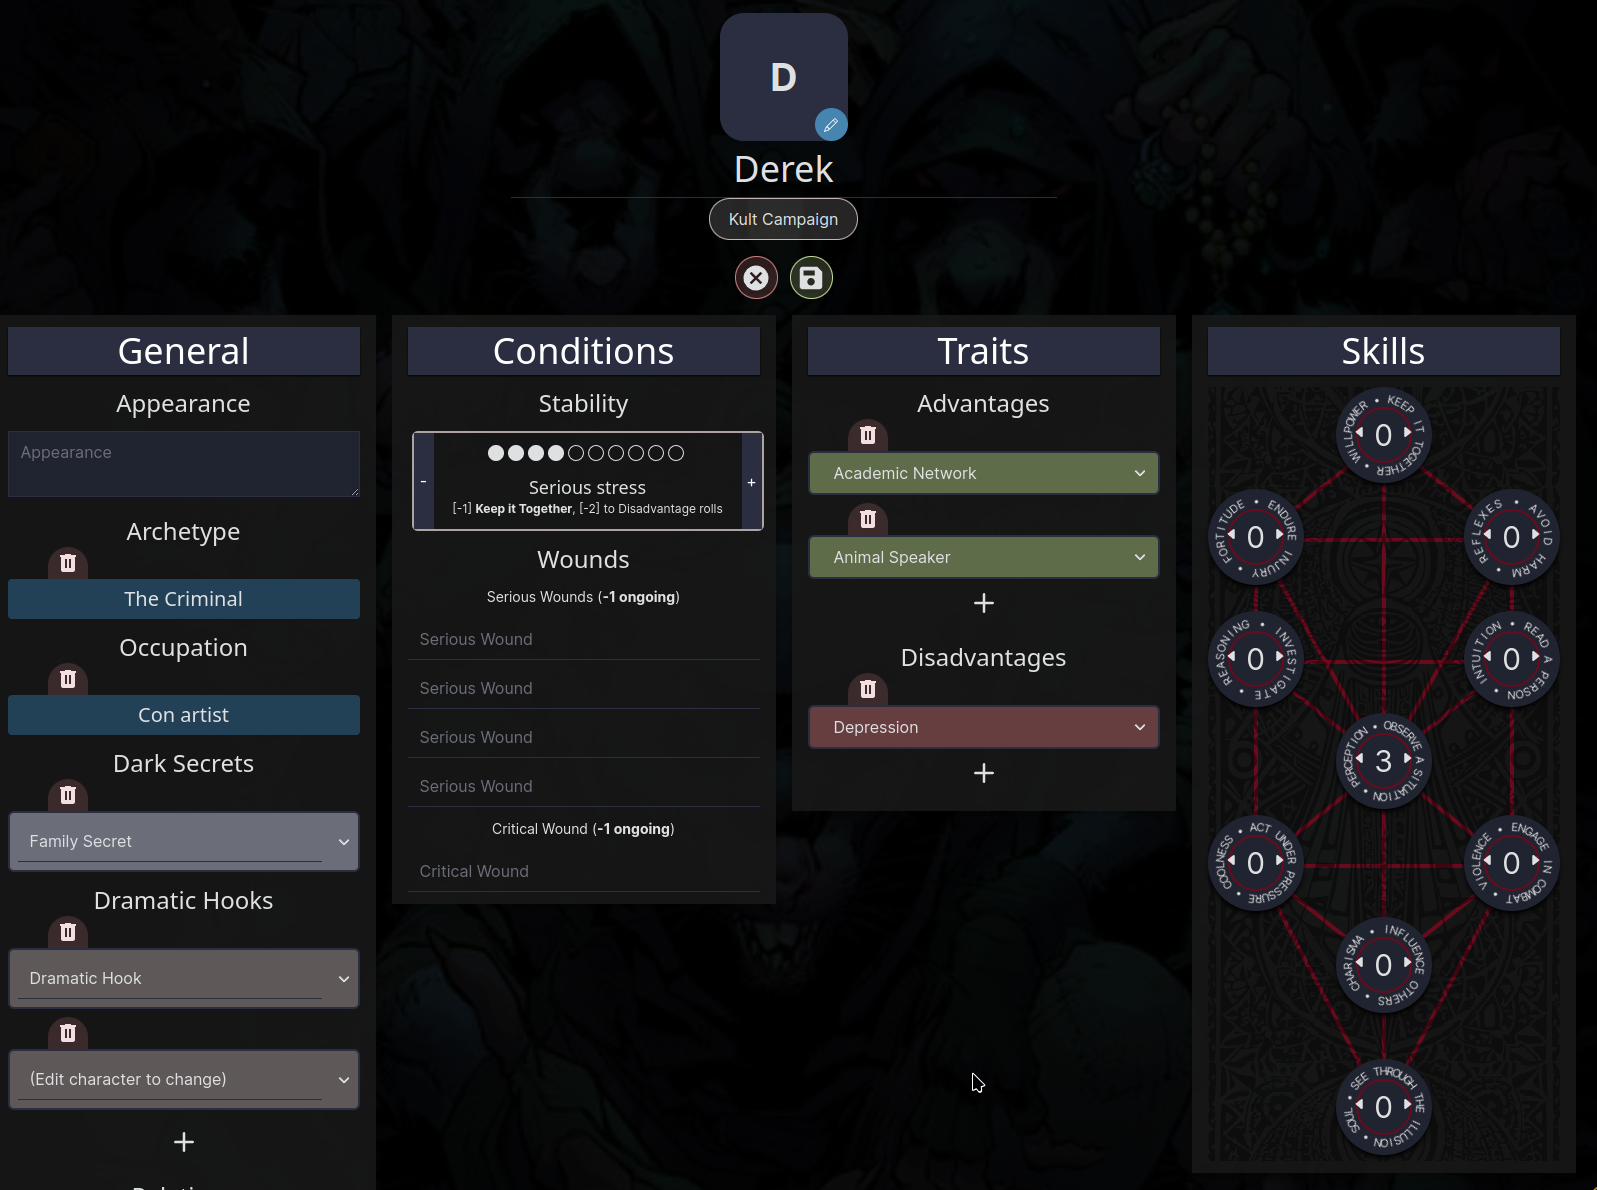 D
Derek
Kult Campaign
General
Appearance
Appearance
Archetype
The Criminal
Occupation
Con artist
Dark Secrets
Family Secret
Dramatic Hooks
Dramatic Hook
(Edit character to change)
Conditions
Stability
-
+
Serious stress
[-1] Keep it Together, [-2] to Disadvantage rolls
Wounds
Serious Wounds (-1 ongoing)
Serious Wound
Serious Wound
Serious Wound
Serious Wound
Critical Wound (-1 ongoing)
Critical Wound
Traits
Advantages
Academic Network
Animal Speaker
Disadvantages
Depression
Skills
WILLPOWER • KEEP IT TOGETHER •
0
FORTITUDE • ENDURE INJURY •
0
REFLEXES • AVOID HARM •
0
REASONING • INVESTIGATE •
0
INTUITION • READ A PERSON •
0
PERCEPTION • OBSERVE A SITUATION •
3
COOLNESS • ACT UNDER PRESSURE •
0
VIOLENCE • ENGAGE IN COMBAT •
0
CHARISMA • INFLUENCE OTHERS •
0
SOUL • SEE THROUGH THE ILLUSION •
0